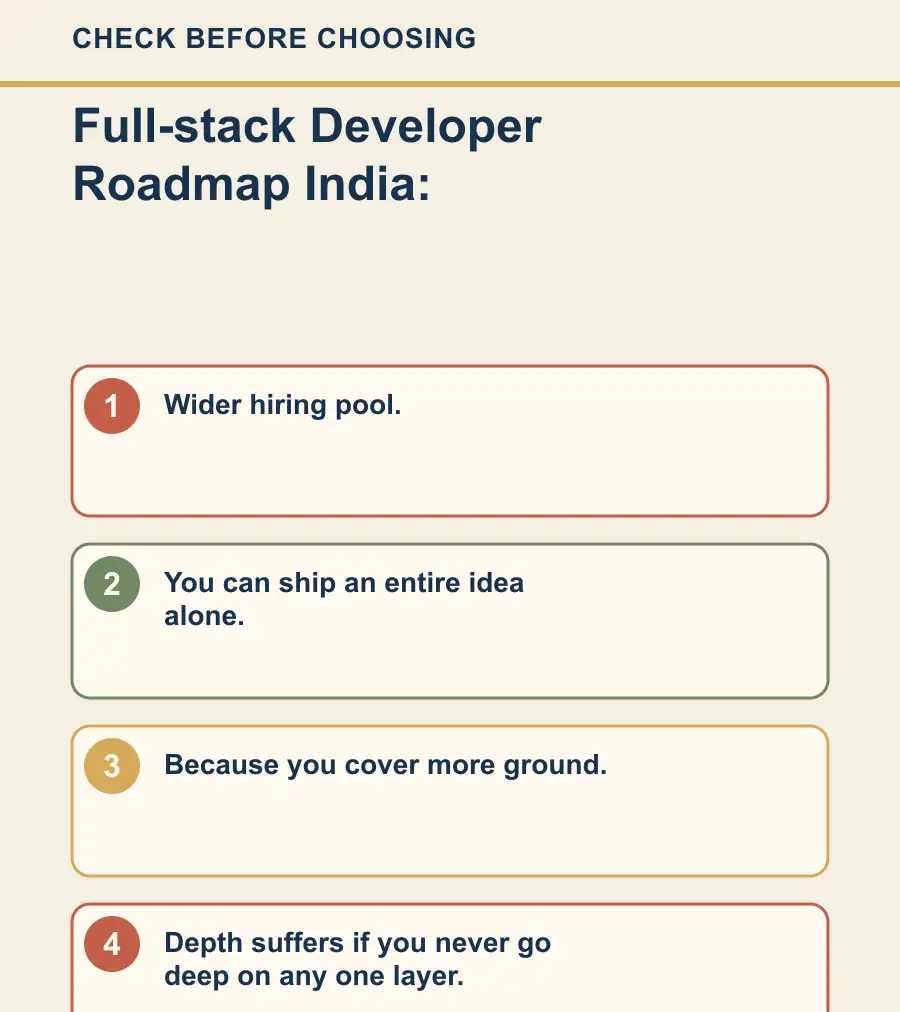 CHECK BEFORE CHOOSING
Full-stack Developer
Roadmap India:
1
Wider hiring pool.
2
You can ship an entire idea
alone.
3
Because you cover more ground.
4
Depth suffers if you never go
deep on any one layer.